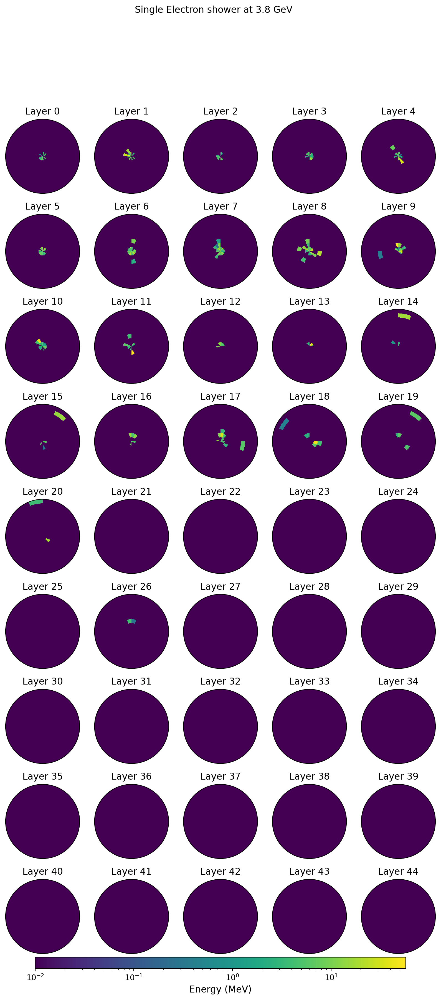 Single Electron shower at 3.8 GeV
Layer 0 Layer 1 Layer 2 Layer 3 Layer 4
Layer 5 Layer 6 Layer 7 Layer 8 Layer 9
Layer 10 Layer 11 Layer 12 Layer 13 Layer 14
Layer 15 Layer 16 Layer 17 Layer 18 Layer 19
Layer 20 Layer 21 Layer 22 Layer 23 Layer 24
Layer 25 Layer 26 Layer 27 Layer 28 Layer 29
Layer 30 Layer 31 Layer 32 Layer 33 Layer 34
Layer 35 Layer 36 Layer 37 Layer 38 Layer 39
Layer 40 Layer 41 Layer 42 Layer 43 Layer 44
10⁻² 10⁻¹ 10⁰ 10¹
Energy (MeV)